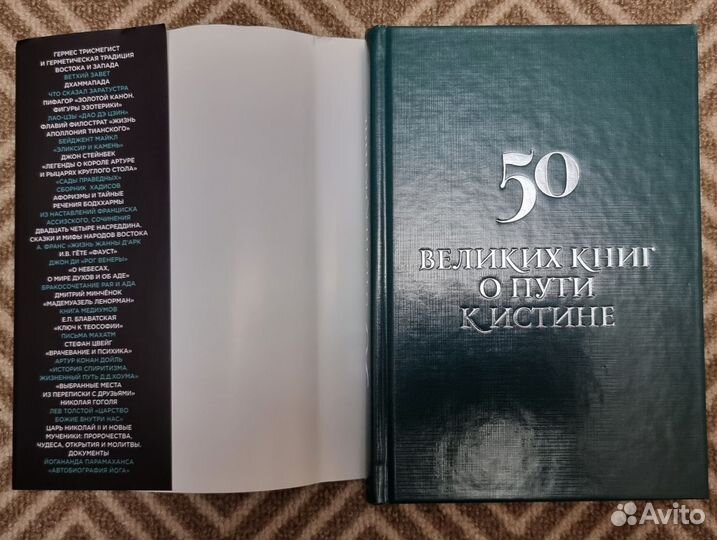 ГЕРМЕС ТРИСМЕГИСТ
И ГЕРМЕТИЧЕСКАЯ ТРАДИЦИЯ
ВОСТОКА И ЗАПАДА
ВЕТХИЙ ЗАВЕТ
ДХАММАПАДА
ЧТО СКАЗАЛ ЗАРАТУСТРА
ПИФАГОР «ЗОЛОТОЙ КАНОН.
ФИГУРЫ ЭЗОТЕРИКИ»
ЛАО-ЦЗЫ «ДАО ДЭ ЦЗИН»
ФЛАВИЙ ФИЛОСТРАТ «ЖИЗНЬ
АПОЛЛОНИЯ ТИАНСКОГО»
БЕЙДЖЕНТ МАЙКЛ
«ЭЛИКСИР И КАМЕНЬ»
ДЖОН СТЕЙНБЕК
«ЛЕГЕНДЫ О КОРОЛЕ АРТУРЕ
И РЫЦАРЯХ КРУГЛОГО СТОЛА»
«САДЫ ПРАВЕДНЫХ»
СБОРНИК ХАДИСОВ
АФОРИЗМЫ И ТАЙНЫЕ
РЕЧЕНИЯ БОДХХАРМЫ
ИЗ НАСТАВЛЕНИЙ ФРАНЦИСКА
АССИЗСКОГО. СОЧИНЕНИЯ
ДВАДЦАТЬ ЧЕТЫРЕ НАСРЕДДИНА.
СКАЗКИ И МИФЫ НАРОДОВ ВОСТОКА
А. ФРАНС «ЖИЗНЬ ЖАННЫ Д'АРК
И.В. ГЁТЕ «ФАУСТ»
ДЖОН ДИ «РОГ ВЕНЕРЫ»
«О НЕБЕСАХ,
О МИРЕ ДУХОВ И ОБ АДЕ»
БРАКОСОЧЕТАНИЕ РАЯ И АДА
ДМИТРИЙ МИНЧЁНОК
«МАДЕМУАЗЕЛЬ ЛЕНОРМАН»
КНИГА МЕДИУМОВ
Е.П. БЛАВАТСКАЯ
«КЛЮЧ К ТЕОСОФИИ»
ПИСЬМА МАХАТМ
СТЕФАН ЦВЕЙГ
«ВРАЧЕВАНИЕ И ПСИХИКА»
АРТУР КОНАН ДОЙЛЬ
«ИСТОРИЯ СПИРИТИЗМА.
ЖИЗНЕННЫЙ ПУТЬ Д.Д.ХОУМА»
«ВЫБРАННЫЕ МЕСТА
ИЗ ПЕРЕПИСКИ С ДРУЗЬЯМИ»
НИКОЛАЯ ГОГОЛЯ
ЛЕВ ТОЛСТОЙ «ЦАРСТВО
БОЖИЕ ВНУТРИ НАС»
ЦАРЬ НИКОЛАЙ II И НОВЫЕ
МУЧЕНИКИ: ПРОРОЧЕСТВА,
ЧУДЕСА, ОТКРЫТИЯ И МОЛИТВЫ.
ДОКУМЕНТЫ
ЙОГАНАНДА ПАРАМАХАНСА
«АВТОБИОГРАФИЯ ЙОГА»
50
ВЕЛИКИХ КНИГ
О ПУТИ
К ИСТИНЕ
Avito